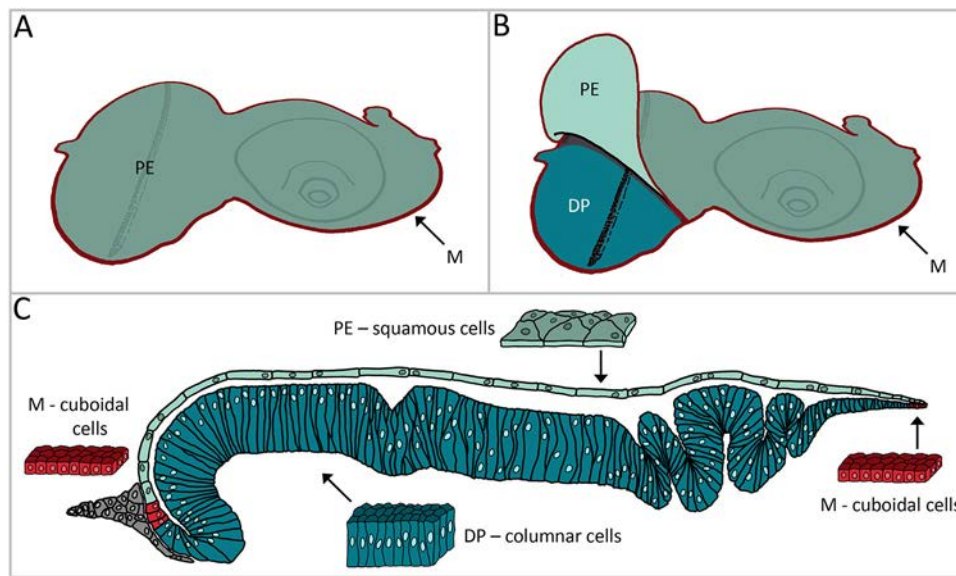 A
PE
M
B
PE
DP
M
C
PE – squamous cells
M - cuboidal
cells
DP – columnar cells
M - cuboidal cells